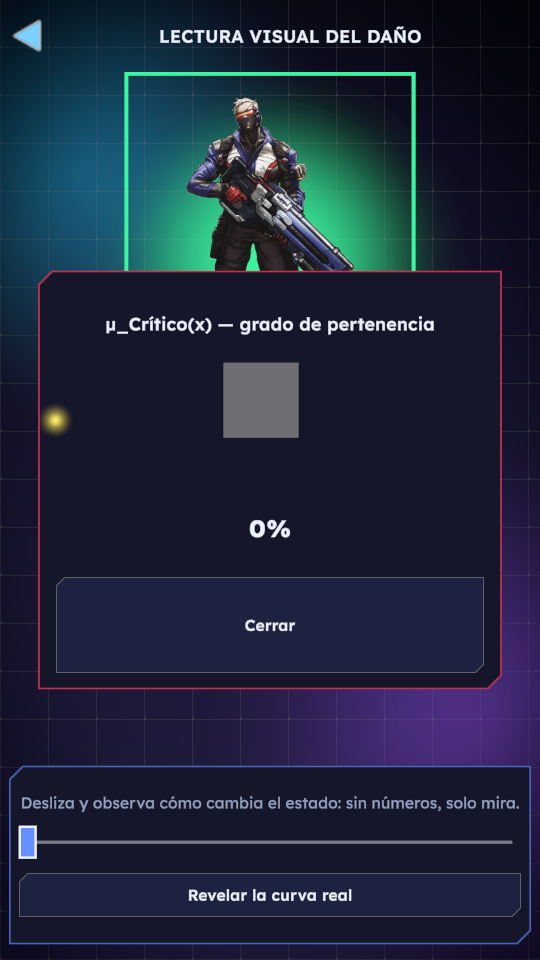 LECTURA VISUAL DEL DAÑO
µ_Crítico(x) — grado de pertenencia
0%
Cerrar
Desliza y observa cómo cambia el estado: sin números, solo mira.
Revelar la curva real